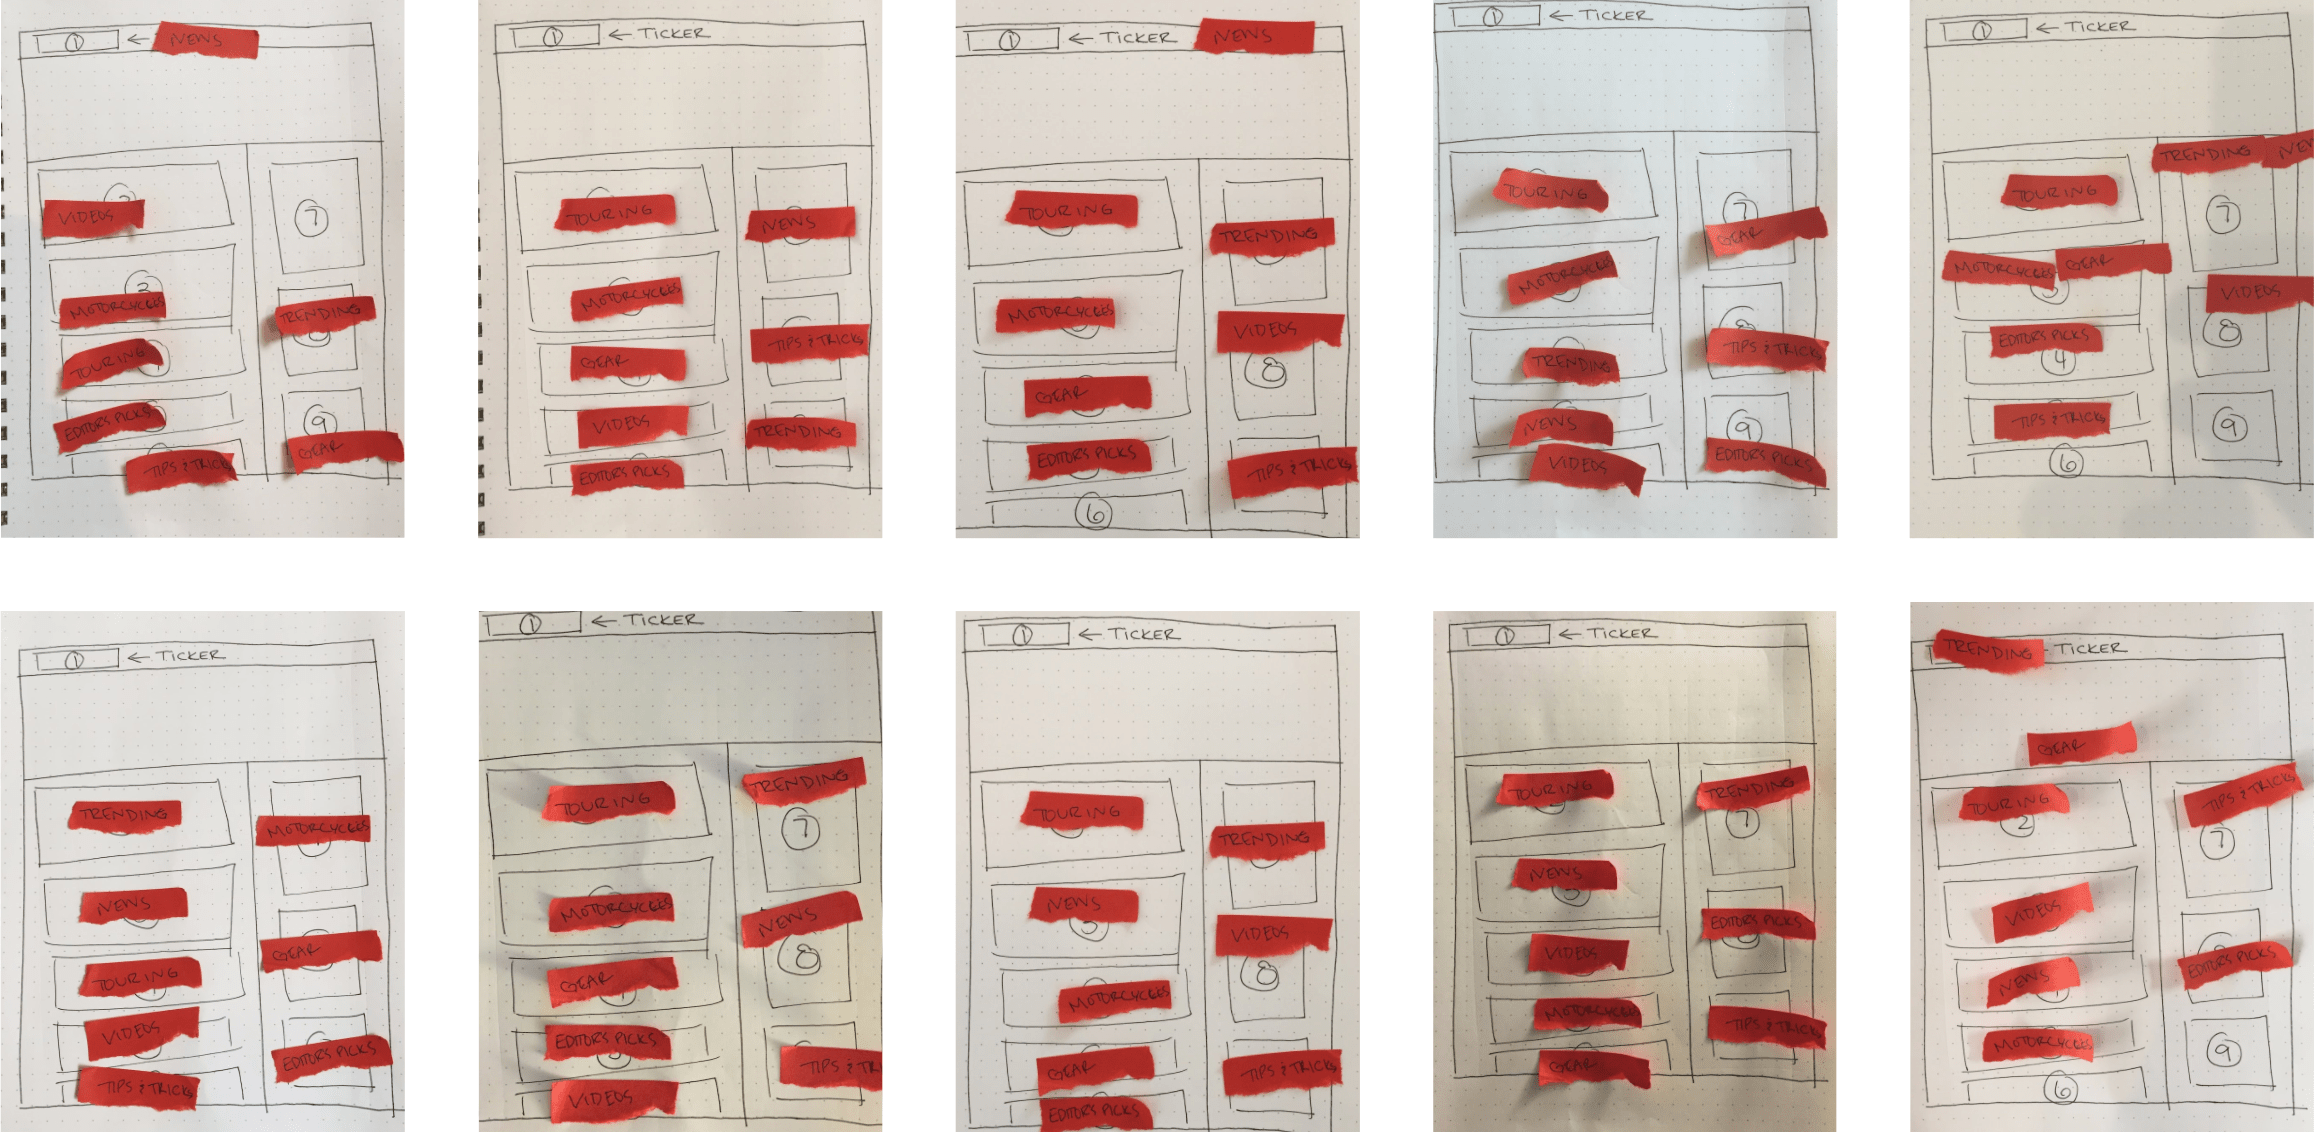 ① ← NEWS
VIDEOS
7
3
MOTORCYCLES
TRENDING
TOURING
EDITORS PICKS
9
GEAR
TIPS & TRICKS
① ← TICKER
TOURING
NEWS
MOTORCYCLES
GEAR
TIPS & TRICKS
VIDEOS
TRENDING
EDITORS PICKS
① ← TICKER NEWS
TOURING
TRENDING
MOTORCYCLES
VIDEOS
8
GEAR
EDITORS PICKS
TIPS & TRICKS
6
① ← TICKER
TOURING
7
GEAR
MOTORCYCLES
TRENDING
TIPS & TRICKS
NEWS
9
VIDEOS
EDITORS PICKS
① ← TICKER
TRENDING NEW
TOURING
7
MOTORCYCLES GEAR
VIDEOS
EDITORS PICKS
8
4
TIPS & TRICKS
9
6
① ← TICKER
TRENDING
MOTORCYCLES
NEWS
GEAR
TOURING
VIDEOS
EDITORS PICKS
TIPS & TRICKS
① ← TICKER
TRENDING
TOURING
7
MOTORCYCLES
NEWS
8
GEAR
EDITORS PICKS
TIPS & TR
VIDEOS
① ← TICKER
TOURING
TRENDING
NEWS
3
VIDEOS
8
MOTORCYCLES
GEAR
TIPS & TRICKS
EDITORS PICKS
① ← TICKER
TOURING
TRENDING
7
NEWS
3
VIDEOS
EDITORS PICKS
MOTORCYCLES
TIPS & TRICKS
GEAR
TRENDING ← TICKER
GEAR
TOURING
TIPS & TRICKS
2
7
VIDEOS
NEWS
EDITORS PICKS
MOTORCYCLES
9
6